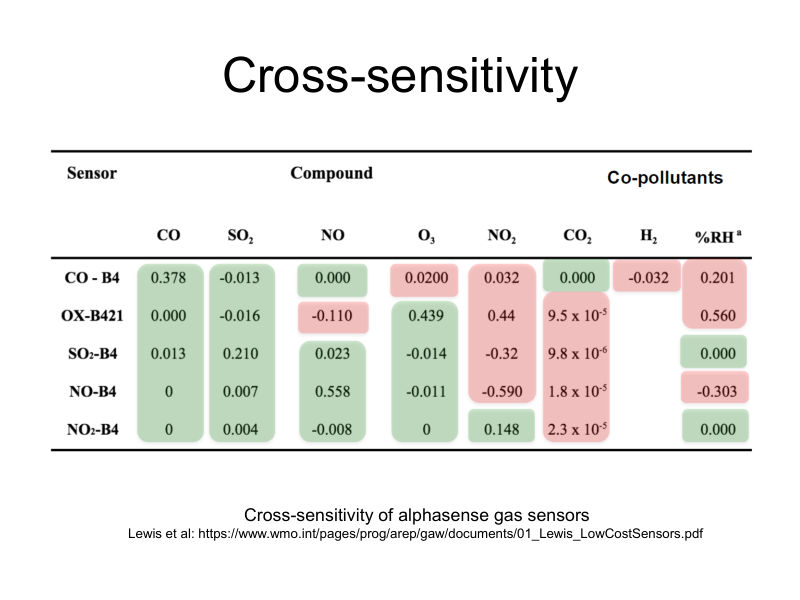 Cross-sensitivity
Sensor Compound Co-pollutants
CO SO₂ NO O₃ NO₂ CO₂ H₂ %RH ᵃ
CO - B4 0.378 -0.013 0.000 0.0200 0.032 0.000 -0.032 0.201
OX-B421 0.000 -0.016 -0.110 0.439 0.44 9.5 x 10⁻⁵ 0.560
SO₂-B4 0.013 0.210 0.023 -0.014 -0.32 9.8 x 10⁻⁶ 0.000
NO-B4 0 0.007 0.558 -0.011 -0.590 1.8 x 10⁻⁵ -0.303
NO₂-B4 0 0.004 -0.008 0 0.148 2.3 x 10⁻⁵ 0.000
Cross-sensitivity of alphasense gas sensors
Lewis et al: https://www.wmo.int/pages/prog/arep/gaw/documents/01_Lewis_LowCostSensors.pdf